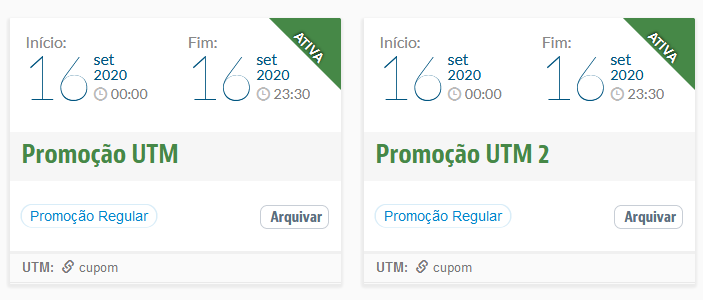 Início:
16 set 2020
00:00
Fim:
16 set 2020
23:30
ATIVA
Promoção UTM
Promoção Regular
Arquivar
UTM: cupom
Início:
16 set 2020
00:00
Fim:
16 set 2020
23:30
ATIVA
Promoção UTM 2
Promoção Regular
Arquivar
UTM: cupom